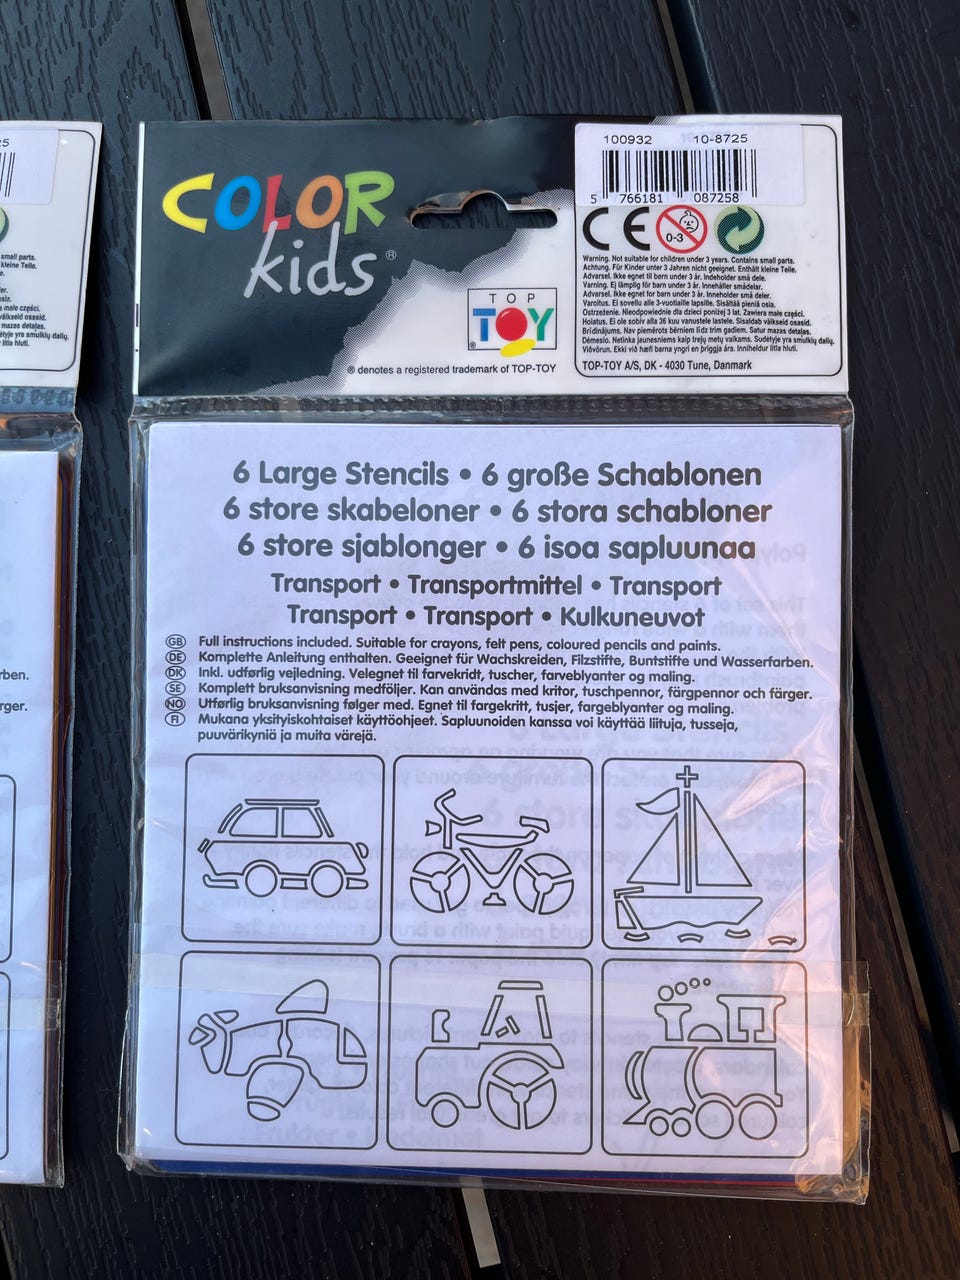 COLOR
kids®
TOP
TOY
®
® denotes a registered trademark of TOP-TOY
100932 10-8725
5 766181 087258
CE
0-3
Warning. Not suitable for children under 3 years. Contains small parts.
Achtung. Für Kinder unter 3 Jahren nicht geeignet. Enthält kleine Teile.
Advarsel. Ikke egnet til børn under 3 år. Indeholder små dele.
Varning. Ej lämplig för barn under 3 år. Innehåller smådelar.
Advarsel. Ikke egnet for barn under 3 år. Inneholder små deler.
Varoitus. Ei sovellu alle 3-vuotiaille lapsille. Sisältää pieniä osia.
Ostrzeżenie. Nieodpowiednie dla dzieci poniżej 3 lat. Zawiera małe części.
Hoiatus. Ei ole sobiv alla 36 kuu vanustele lastele. Sisaldab väikseid osasid.
Brīdinājums. Nav piemērots bērniem līdz trim gadiem. Satur mazas detaļas.
Dėmesio. Netinka jaunesniems kaip trejų metų vaikams. Sudėtyje yra smulkių dalių.
Viðvörun. Ekki við hæfi barna yngri en þriggja ára. Inniheldur litla hluti.
TOP-TOY A/S, DK - 4030 Tune, Danmark
6 Large Stencils • 6 große Schablonen
6 store skabeloner • 6 stora schabloner
6 store sjablonger • 6 isoa sapluunaa
Transport • Transportmittel • Transport
Transport • Transport • Kulkuneuvot
GB Full instructions included. Suitable for crayons, felt pens, coloured pencils and paints.
DE Komplette Anleitung enthalten. Geeignet für Wachskreiden, Filzstifte, Buntstifte und Wasserfarben.
DK Inkl. udførlig vejledning. Velegnet til farvekridt, tuscher, farveblyanter og maling.
SE Komplett bruksanvisning medföljer. Kan användas med kritor, tuschpennor, färgpennor och färger.
NO Utførlig bruksanvisning følger med. Egnet til fargekritt, tusjer, fargeblyanter og maling.
FI Mukana yksityiskohtaiset käyttöohjeet. Sapluunoiden kanssa voi käyttää liituja, tusseja,
puuvärikyniä ja muita värejä.